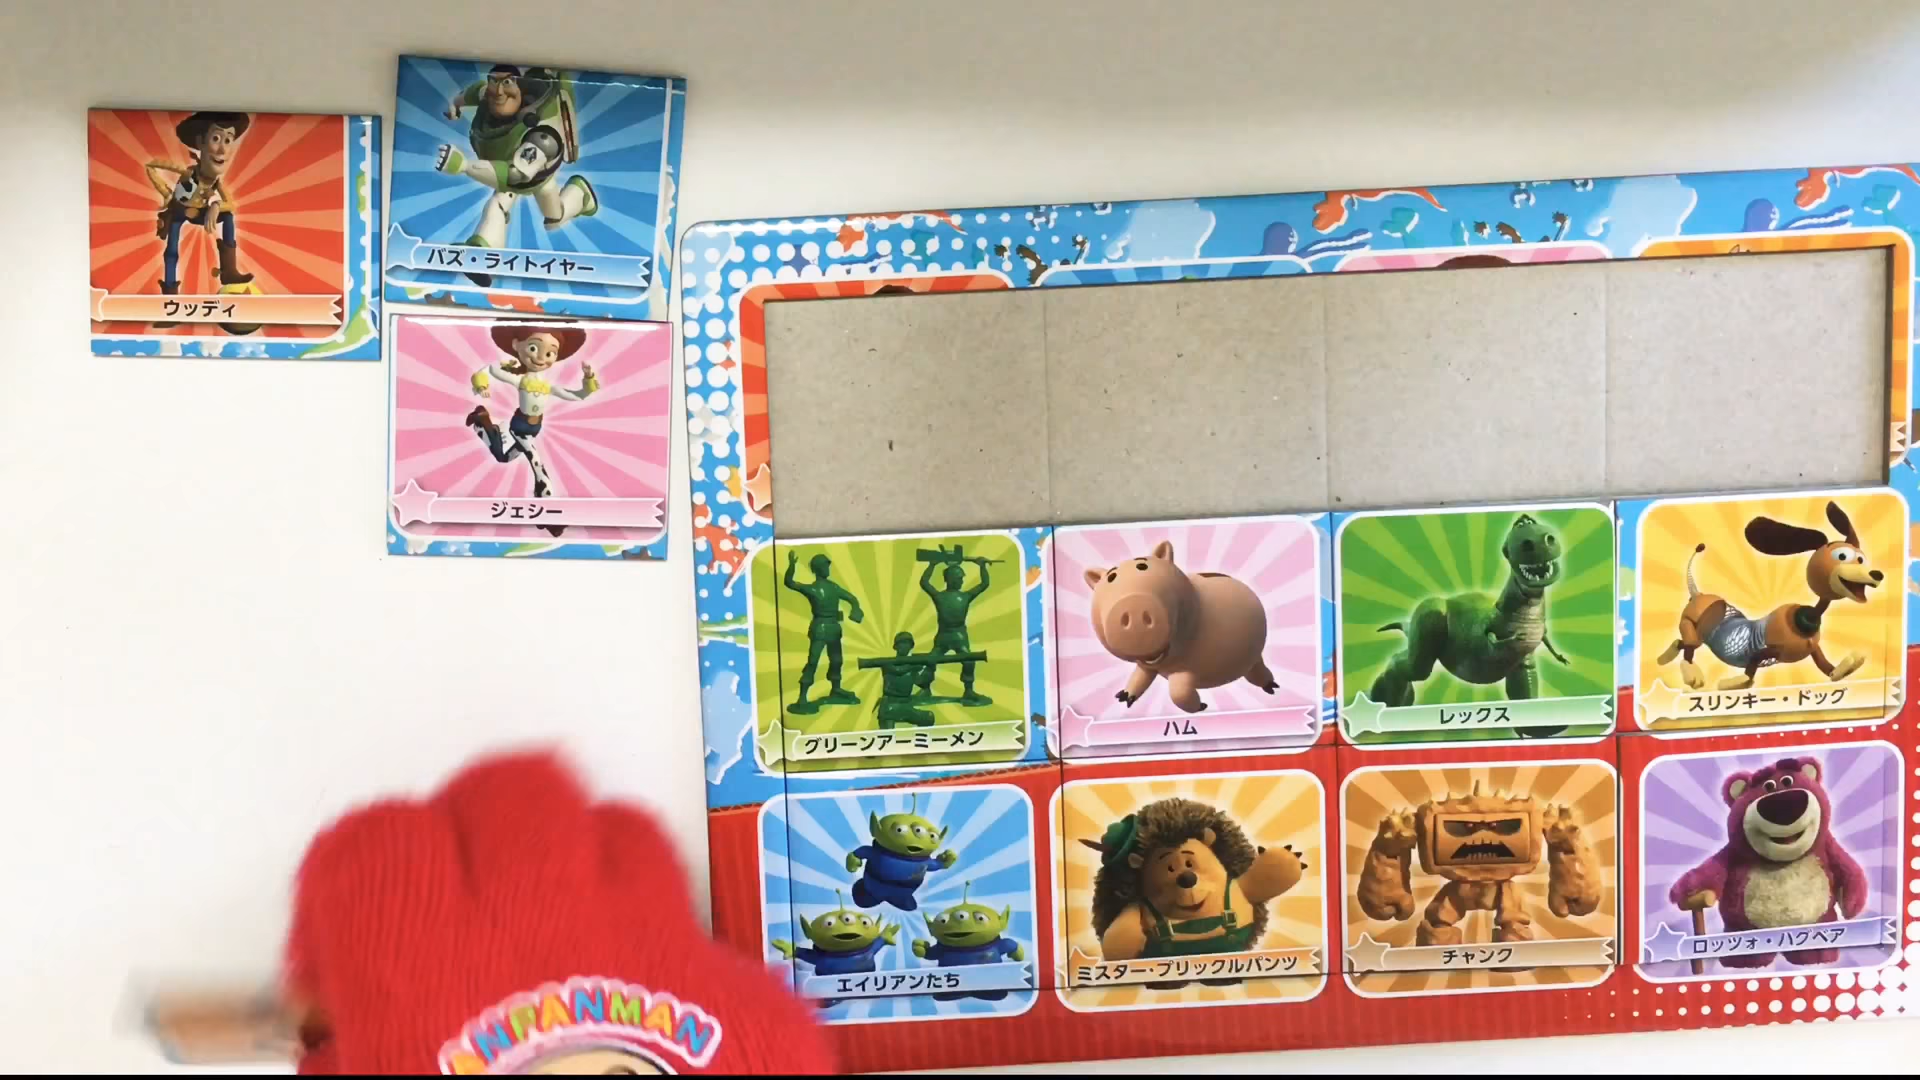 ウッディ
バズ・ライトイヤー
ジェシー
グリーンアーミーメン
ハム
レックス
スリンキー・ドッグ
エイリアンたち
ミスター・プリックルパンツ
チャンク
ロッツォ・ハグベア
ANPANMAN